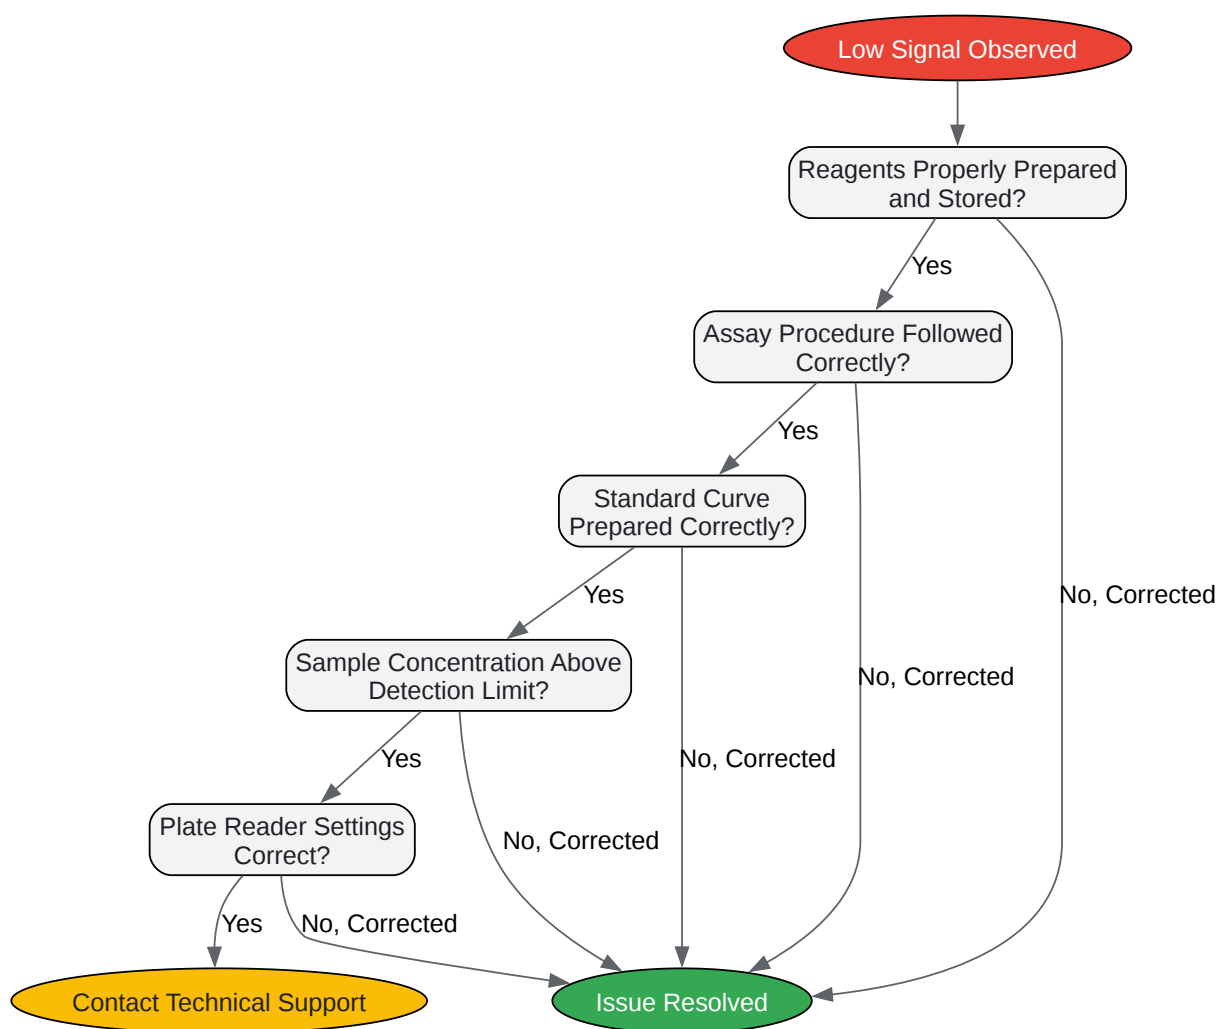 Low Signal Observed
Reagents Properly Prepared
and Stored?
Yes
Assay Procedure Followed
Correctly?
Yes
Standard Curve
Prepared Correctly?
Yes
No, Corrected
Sample Concentration Above
Detection Limit?
No, Corrected
Yes
No, Corrected
Plate Reader Settings
Correct?
No, Corrected
Yes
No, Corrected
Contact Technical Support
Issue Resolved